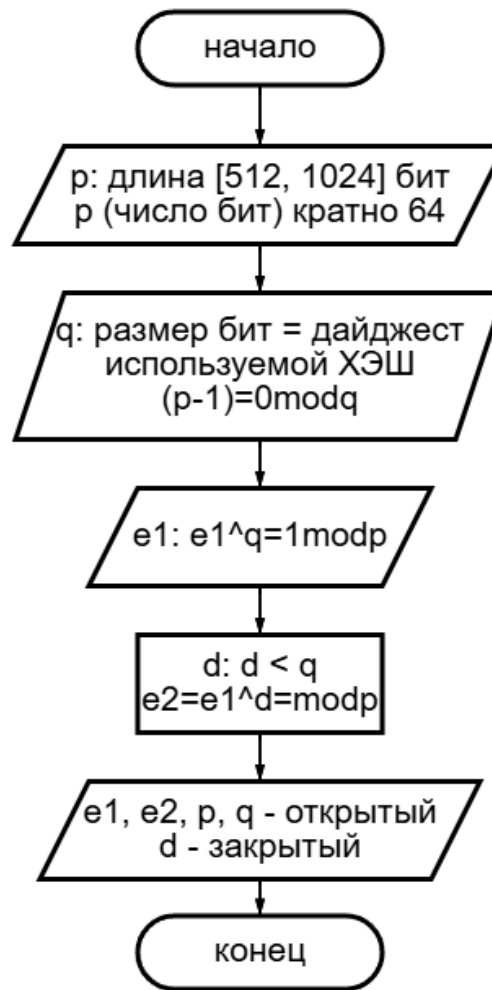 начало
p: длина [512, 1024] бит
p (число бит) кратно 64
q: размер бит = дайджест
используемой ХЭШ
(p-1)=0modq
e1: e1^q=1modp
d: d < q
e2=e1^d=modp
e1, e2, p, q - открытый
d - закрытый
конец